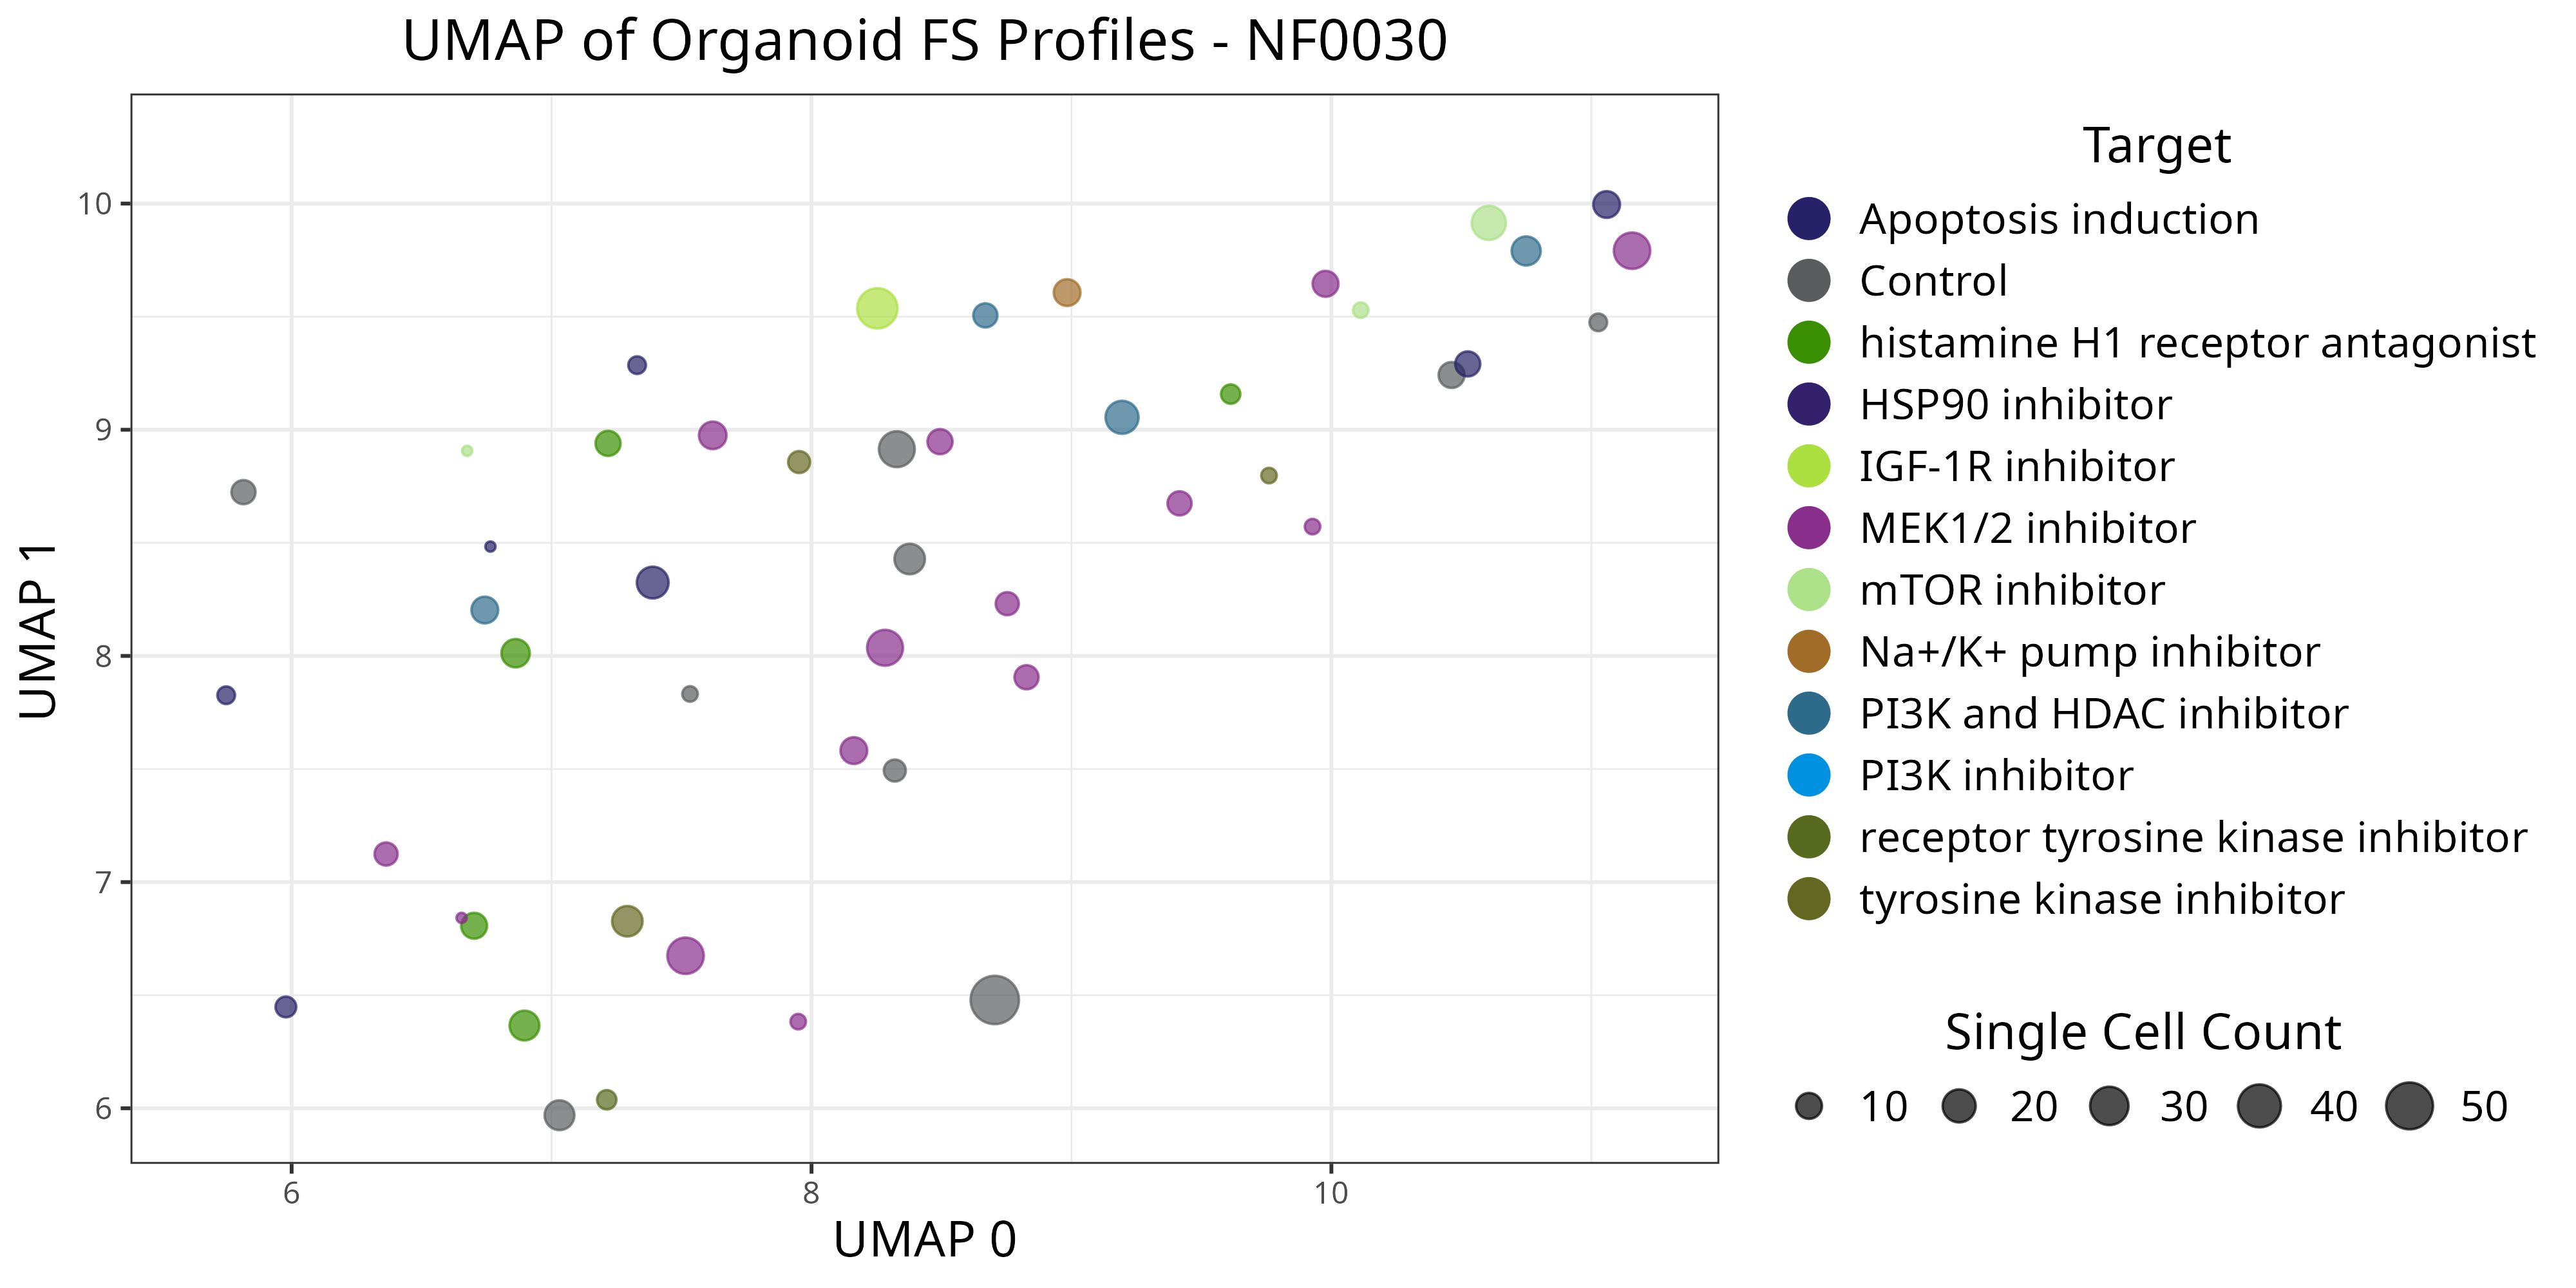 UMAP of Organoid FS Profiles - NF0030
Target
Apoptosis induction
Control
histamine H1 receptor antagonist
HSP90 inhibitor
IGF-1R inhibitor
MEK1/2 inhibitor
mTOR inhibitor
Na+/K+ pump inhibitor
PI3K and HDAC inhibitor
PI3K inhibitor
receptor tyrosine kinase inhibitor
tyrosine kinase inhibitor
Single Cell Count
10 20 30 40 50
UMAP 1
10
9
8
7
6
6 8 10
UMAP 0